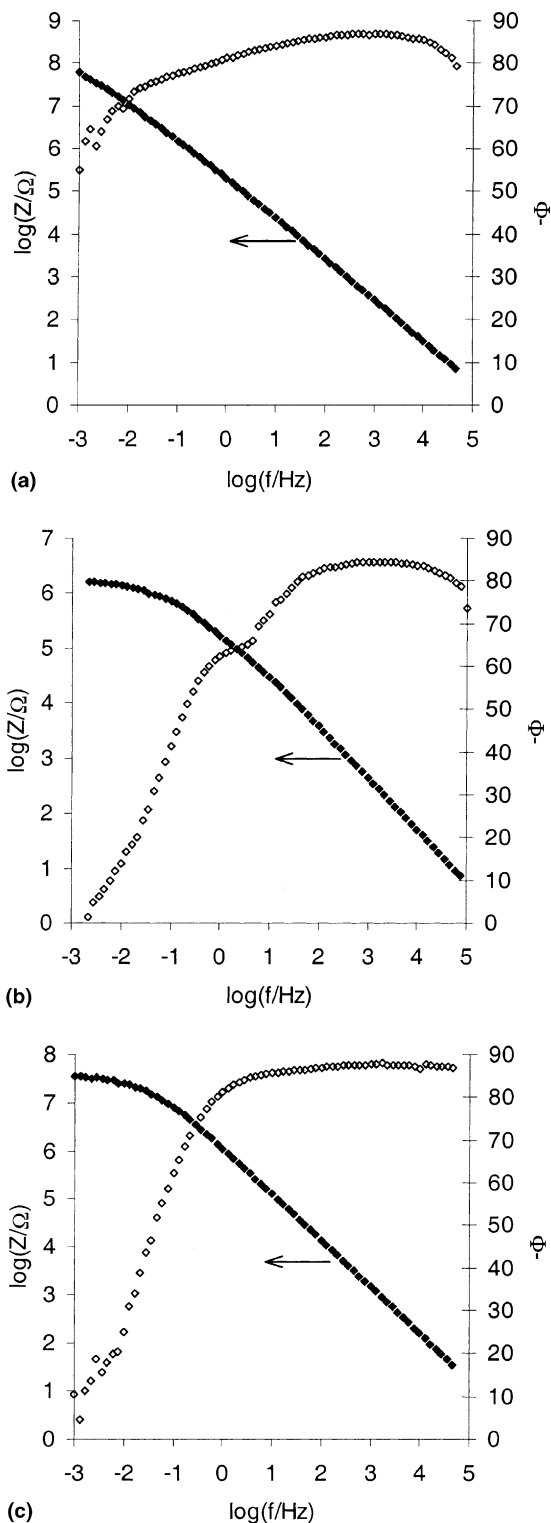 9 90
8 80
7 70
6 60
5 50
4 40
3 30
2 20
1 10
0 0
log(Z/Ω)
-Φ
-3 -2 -1 0 1 2 3 4 5
(a)
log(f/Hz)
7 90
6 80
5 70
4 60
3 50
2 40
1 30
0 20
10
0
log(Z/Ω)
-Φ
-3 -2 -1 0 1 2 3 4 5
(b)
log(f/Hz)
8 90
7 80
6 70
5 60
4 50
3 40
2 30
1 20
0 10
0
log(Z/Ω)
-Φ
-3 -2 -1 0 1 2 3 4 5
(c)
log(f/Hz)